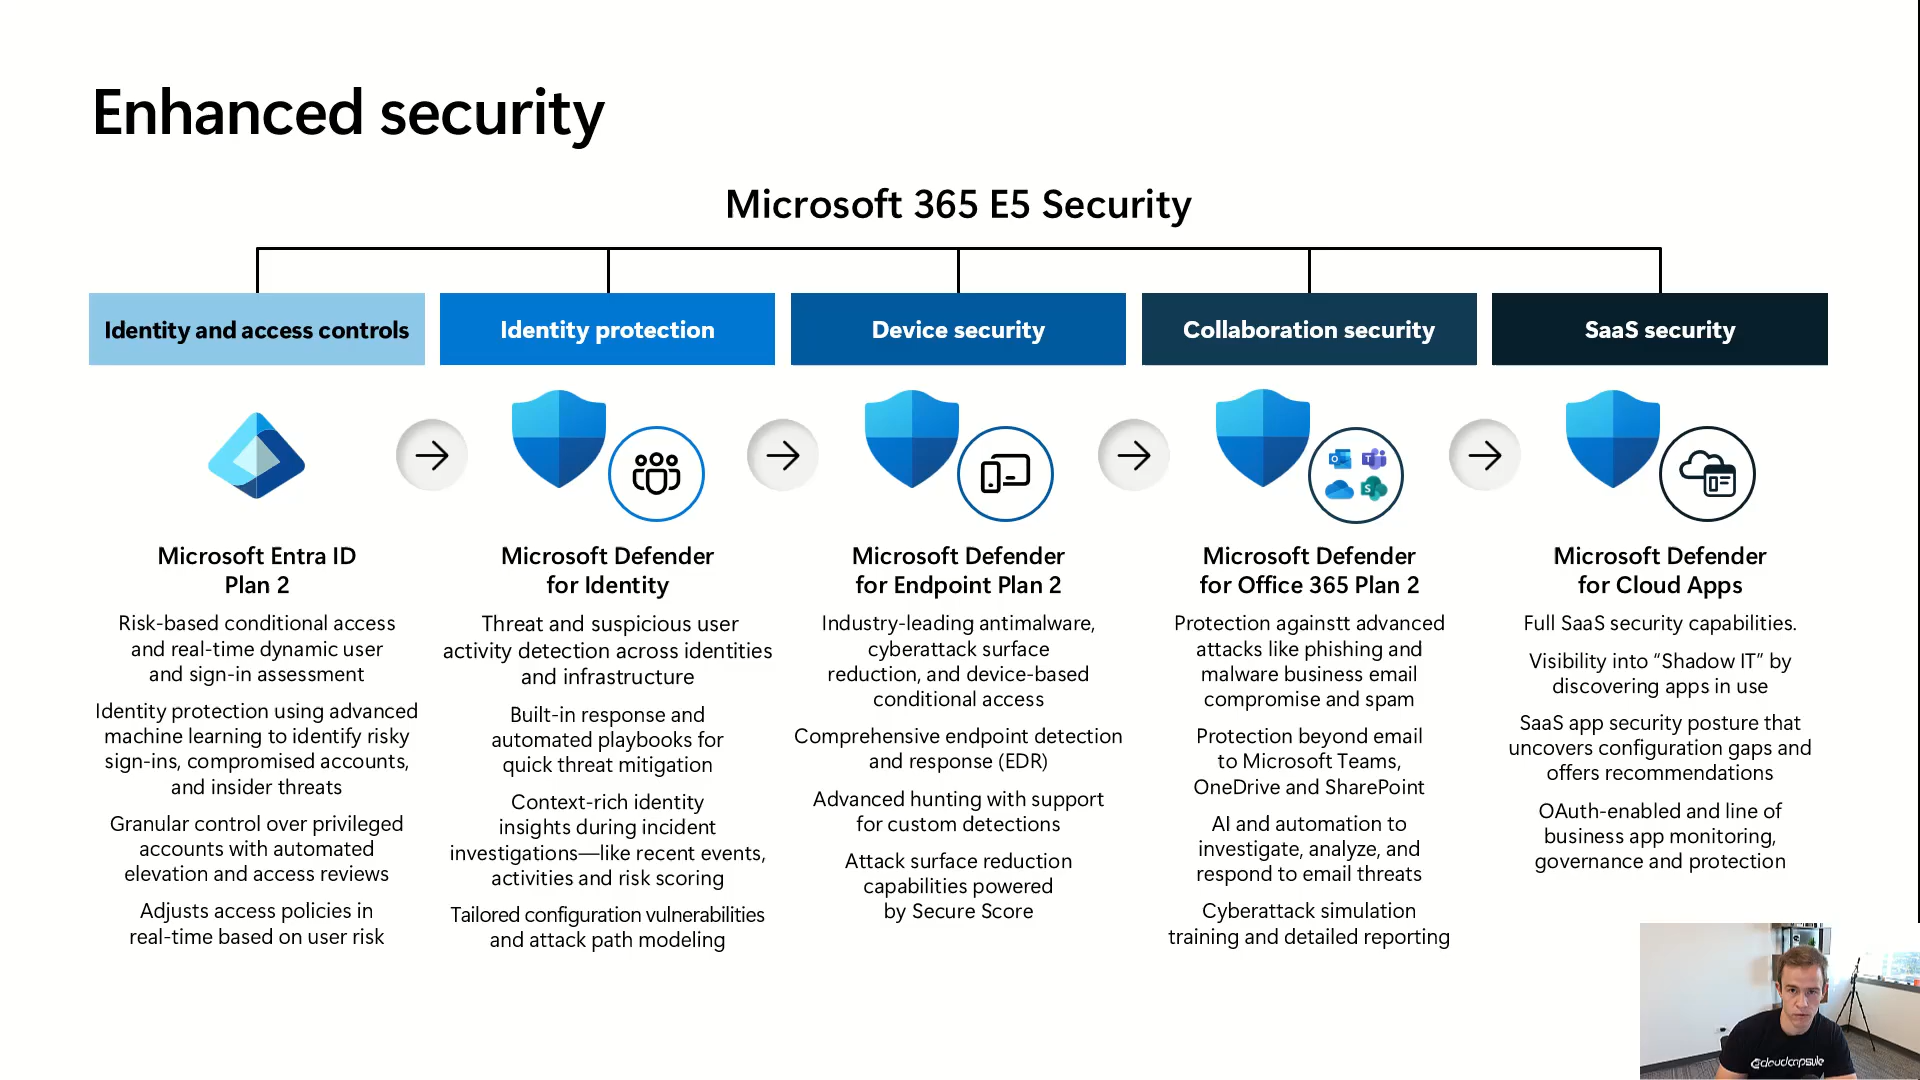 Enhanced security
Microsoft 365 E5 Security
Identity and access controls
Identity protection
Device security
Collaboration security
SaaS security
Microsoft Entra ID
Plan 2
Risk-based conditional access
and real-time dynamic user
and sign-in assessment
Identity protection using advanced
machine learning to identify risky
sign-ins, compromised accounts,
and insider threats
Granular control over privileged
accounts with automated
elevation and access reviews
Adjusts access policies in
real-time based on user risk
Microsoft Defender
for Identity
Threat and suspicious user
activity detection across identities
and infrastructure
Built-in response and
automated playbooks for
quick threat mitigation
Context-rich identity
insights during incident
investigations—like recent events,
activities and risk scoring
Tailored configuration vulnerabilities
and attack path modeling
Microsoft Defender
for Endpoint Plan 2
Industry-leading antimalware,
cyberattack surface
reduction, and device-based
conditional access
Comprehensive endpoint detection
and response (EDR)
Advanced hunting with support
for custom detections
Attack surface reduction
capabilities powered
by Secure Score
Microsoft Defender
for Office 365 Plan 2
Protection againstt advanced
attacks like phishing and
malware business email
compromise and spam
Protection beyond email
to Microsoft Teams,
OneDrive and SharePoint
AI and automation to
investigate, analyze, and
respond to email threats
Cyberattack simulation
training and detailed reporting
Microsoft Defender
for Cloud Apps
Full SaaS security capabilities.
Visibility into “Shadow IT” by
discovering apps in use
SaaS app security posture that
uncovers configuration gaps and
offers recommendations
OAuth-enabled and line of
business app monitoring,
governance and protection
cloudcapsule